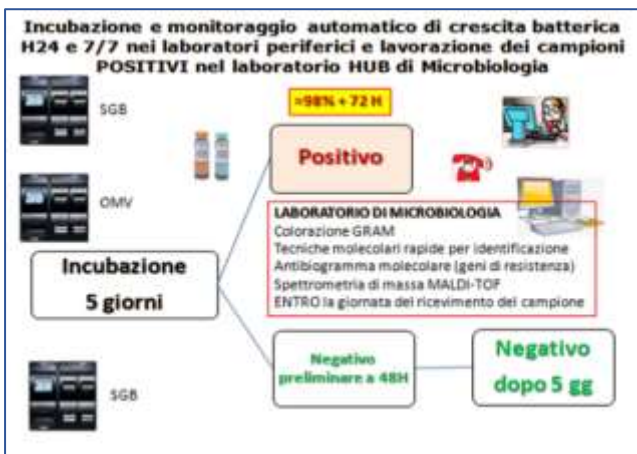 Incubazione e monitoraggio automatico di crescita batterica
H24 e 7/7 nei laboratori periferici e lavorazione dei campioni
POSITIVI nel laboratorio HUB di Microbiologia
SGB
≈98% + 72 H
Positivo
OMV
LABORATORIO DI MICROBIOLOGIA
Colorazione GRAM
Tecniche molecolari rapide per identificazione
Antibiogramma molecolare (geni di resistenza)
Spettrometria di massa MALDI-TOF
ENTRO la giornata del ricevimento del campione
Incubazione
5 giorni
Negativo
preliminare a 48H
Negativo
dopo 5 gg
SGB